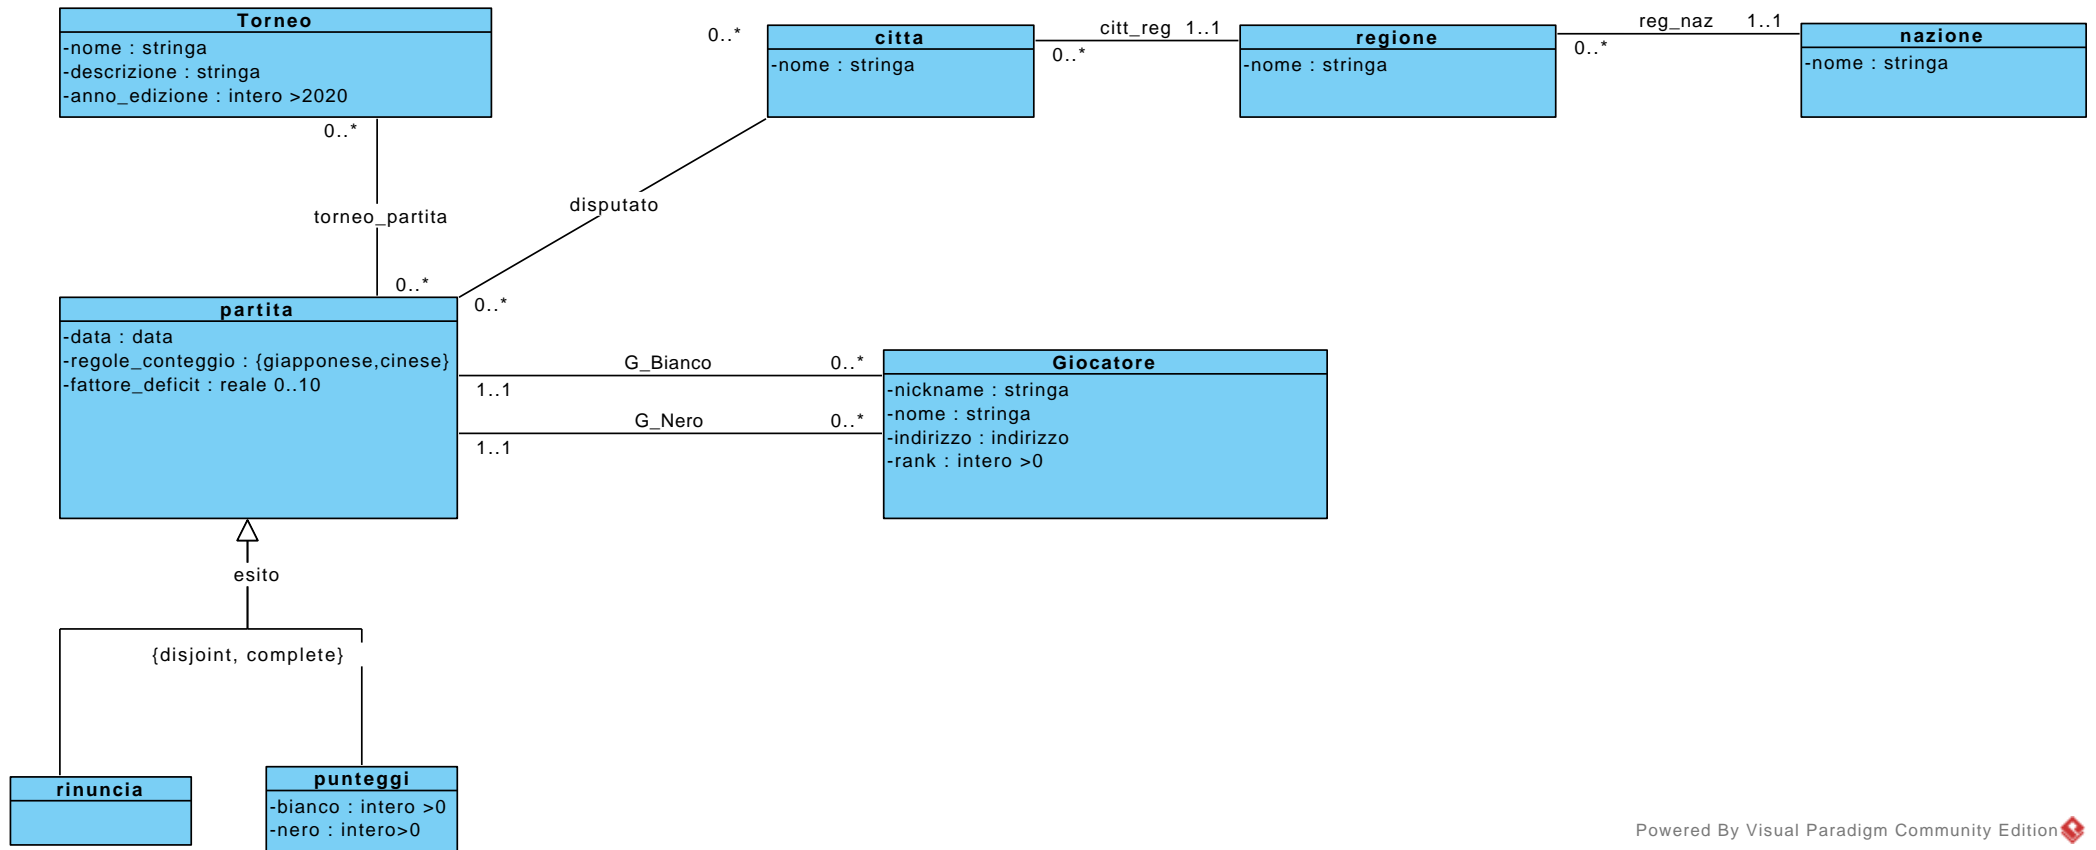 Torneo
-nome : stringa
-descrizione : stringa
-anno_edizione : intero >2020
0..*
torneo_partita
0..*
0..*
citta
-nome : stringa
citt_reg 1..1
0..*
regione
-nome : stringa
reg_naz 1..1
0..*
nazione
-nome : stringa
disputato
0..*
partita
-data : data
-regole_conteggio : {giapponese,cinese}
-fattore_deficit : reale 0..10
G_Bianco 0..*
1..1
G_Nero 0..*
1..1
Giocatore
-nickname : stringa
-nome : stringa
-indirizzo : indirizzo
-rank : intero >0
esito
{disjoint, complete}
rinuncia
punteggi
-bianco : intero >0
-nero : intero>0
Powered By Visual Paradigm Community Edition